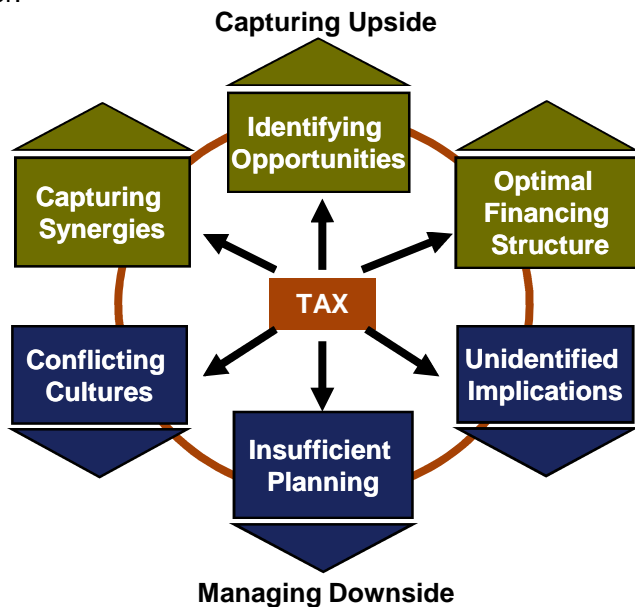 Capturing Upside
Identifying
Opportunities
Capturing
Synergies
Optimal
Financing
Structure
TAX
Conflicting
Cultures
Unidentified
Implications
Insufficient
Planning
Managing Downside